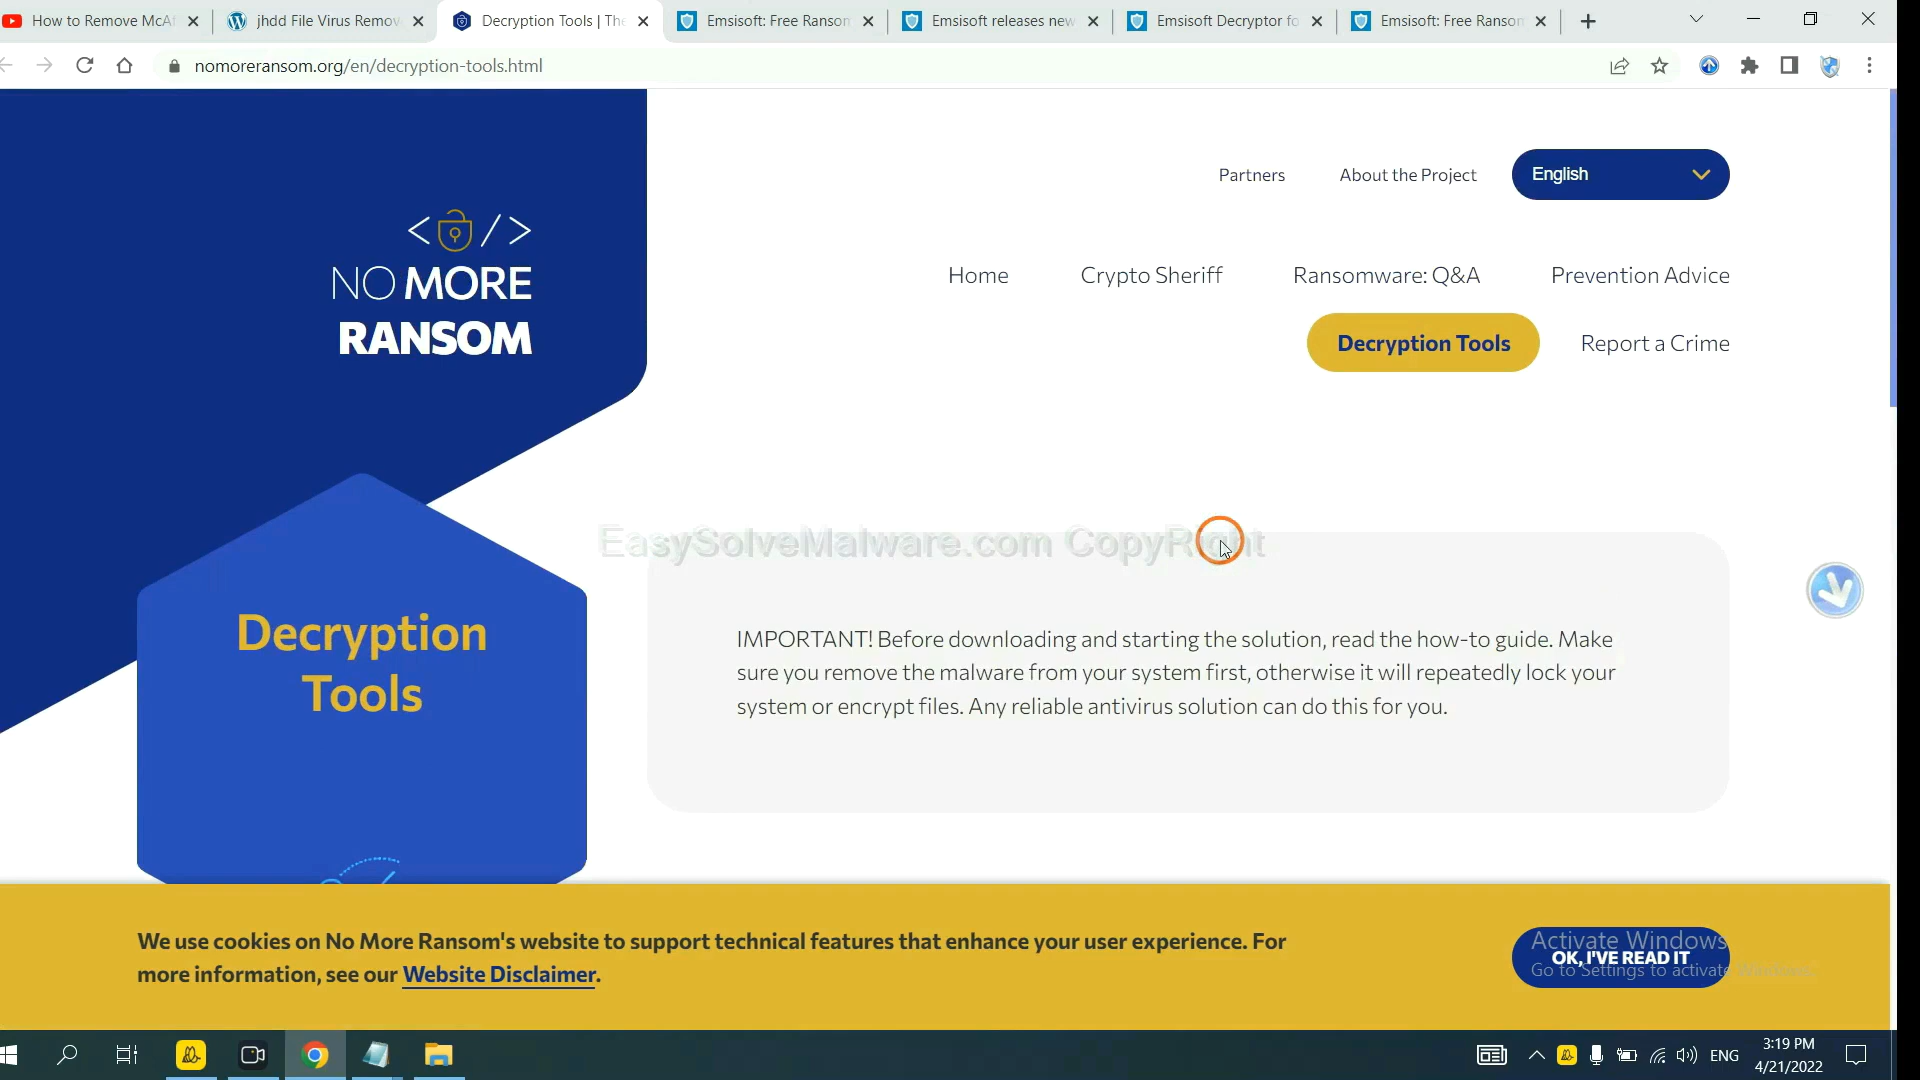 How to Remove McAf
jhdd File Virus Remov
Decryption Tools | The
Emsisoft: Free Ransom
Emsisoft releases new
Emsisoft Decryptor fo
Emsisoft: Free Ransom
nomoreransom.org/en/decryption-tools.html
Partners
About the Project
English
NO MORE
RANSOM
Home
Crypto Sheriff
Ransomware: Q&A
Prevention Advice
Decryption Tools
Report a Crime
EasySolveMalware.com CopyRight
Decryption
Tools
IMPORTANT! Before downloading and starting the solution, read the how-to guide. Make
sure you remove the malware from your system first, otherwise it will repeatedly lock your
system or encrypt files. Any reliable antivirus solution can do this for you.
We use cookies on No More Ransom's website to support technical features that enhance your user experience. For
more information, see our Website Disclaimer.
Activate Windows
OK, I'VE READ IT
Go to Settings to activate Windows.
ENG
3:19 PM
4/21/2022